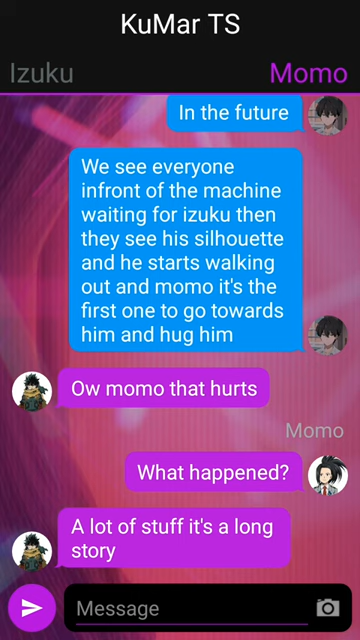 KuMar TS
Izuku
Momo
In the future
We see everyone
infront of the machine
waiting for izuku then
they see his silhouette
and he starts walking
out and momo it's the
first one to go towards
him and hug him
Ow momo that hurts
Momo
What happened?
A lot of stuff it's a long
story
Message